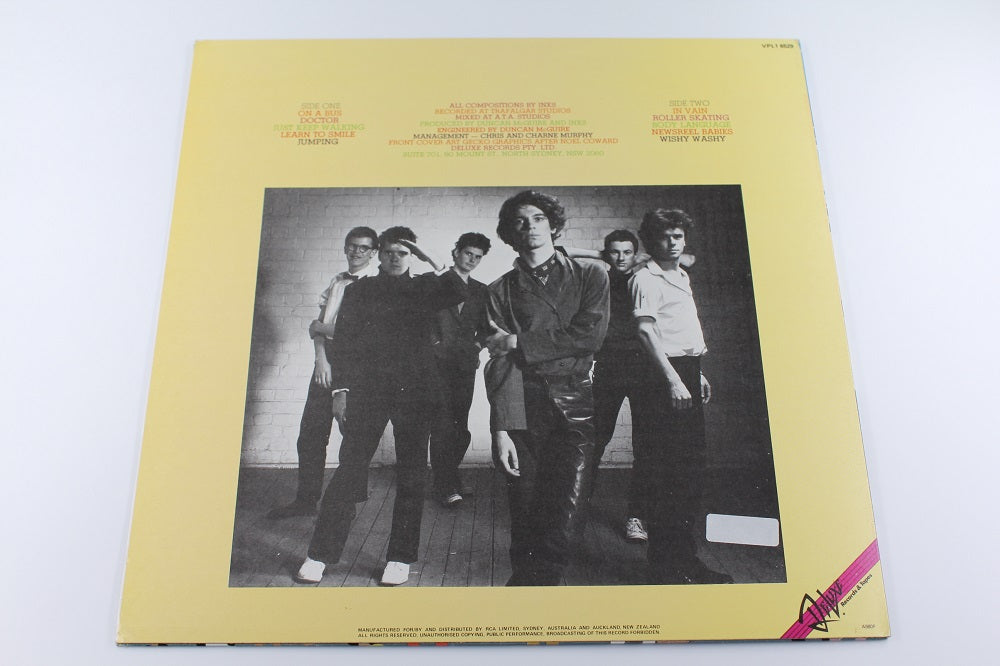 VPL1 6529
SIDE ONE
ON A BUS
DOCTOR
JUST KEEP WALKING
LEARN TO SMILE
JUMPING
ALL COMPOSITIONS BY INXS
RECORDED AT TRAFALGAR STUDIOS
MIXED AT A.T.A. STUDIOS
PRODUCED BY DUNCAN McGUIRE AND INXS
ENGINEERED BY DUNCAN McGUIRE
MANAGEMENT — CHRIS AND CHARNE MURPHY
FRONT COVER ART GECKO GRAPHICS AFTER NOEL COWARD
DELUXE RECORDS PTY. LTD.
SUITE 701, 80 MOUNT ST. NORTH SYDNEY, NSW 2060
SIDE TWO
IN VAIN
ROLLER SKATING
BODY LANGUAGE
NEWSREEL BABIES
WISHY WASHY
Deluxe
Records & Tapes
MANUFACTURED FOR/BY AND DISTRIBUTED BY RCA LIMITED, SYDNEY, AUSTRALIA AND AUCKLAND, NEW ZEALAND
ALL RIGHTS RESERVED, UNAUTHORISED COPYING, PUBLIC PERFORMANCE, BROADCASTING OF THIS RECORD FORBIDDEN.